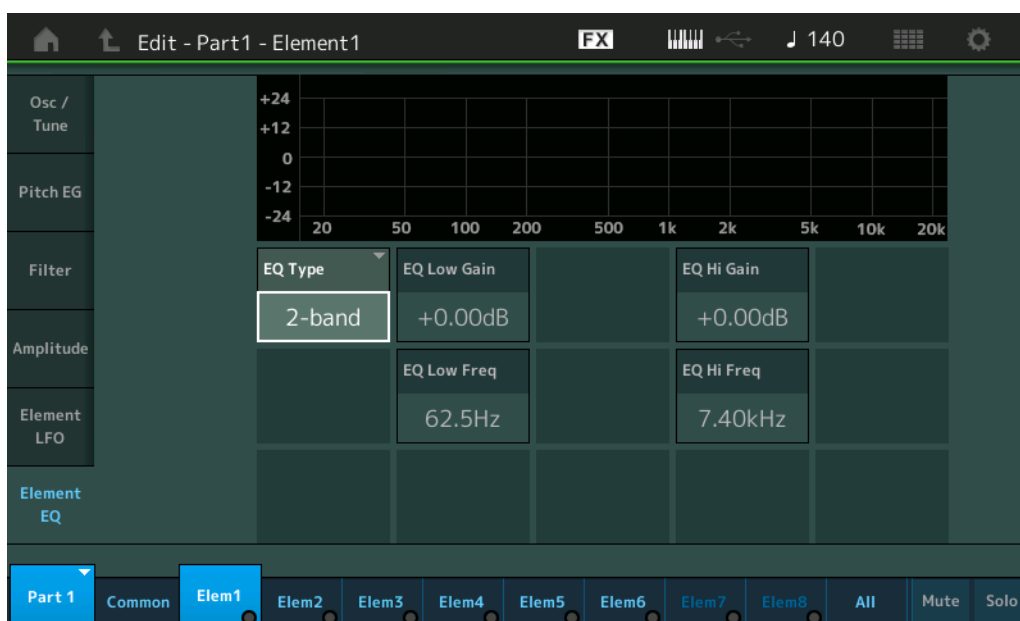 Edit - Part1 - Element1 FX ♩ 140
Osc /
Tune
Pitch EG
Filter
Amplitude
Element
LFO
Element
EQ
+24
+12
0
-12
-24
20 50 100 200 500 1k 2k 5k 10k 20k
EQ Type
2-band
EQ Low Gain
+0.00dB
EQ Hi Gain
+0.00dB
EQ Low Freq
62.5Hz
EQ Hi Freq
7.40kHz
Part 1 Common Elem1 Elem2 Elem3 Elem4 Elem5 Elem6 Elem7 Elem8 All Mute Solo